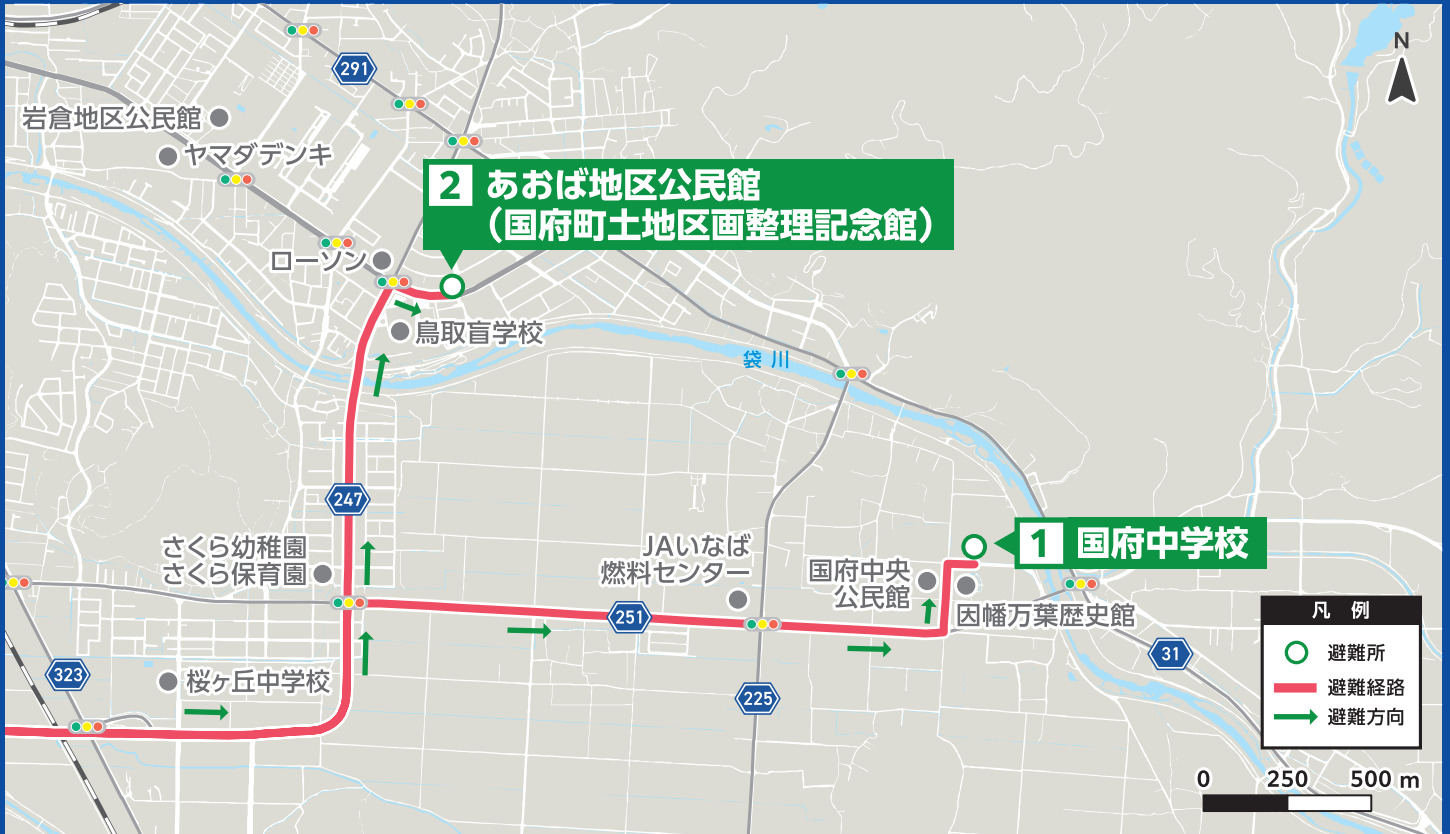 N
291
岩倉地区公民館
ヤマダデンキ
2 あおば地区公民館
（国府町土地区画整理記念館）
ローソン
鳥取盲学校
袋川
247
さくら幼稚園
さくら保育園
JAいなば
燃料センター
国府中央
公民館
1 国府中学校
因幡万葉歴史館
251
323
桜ヶ丘中学校
225
31
凡 例
避難所
避難経路
避難方向
0 250 500 m